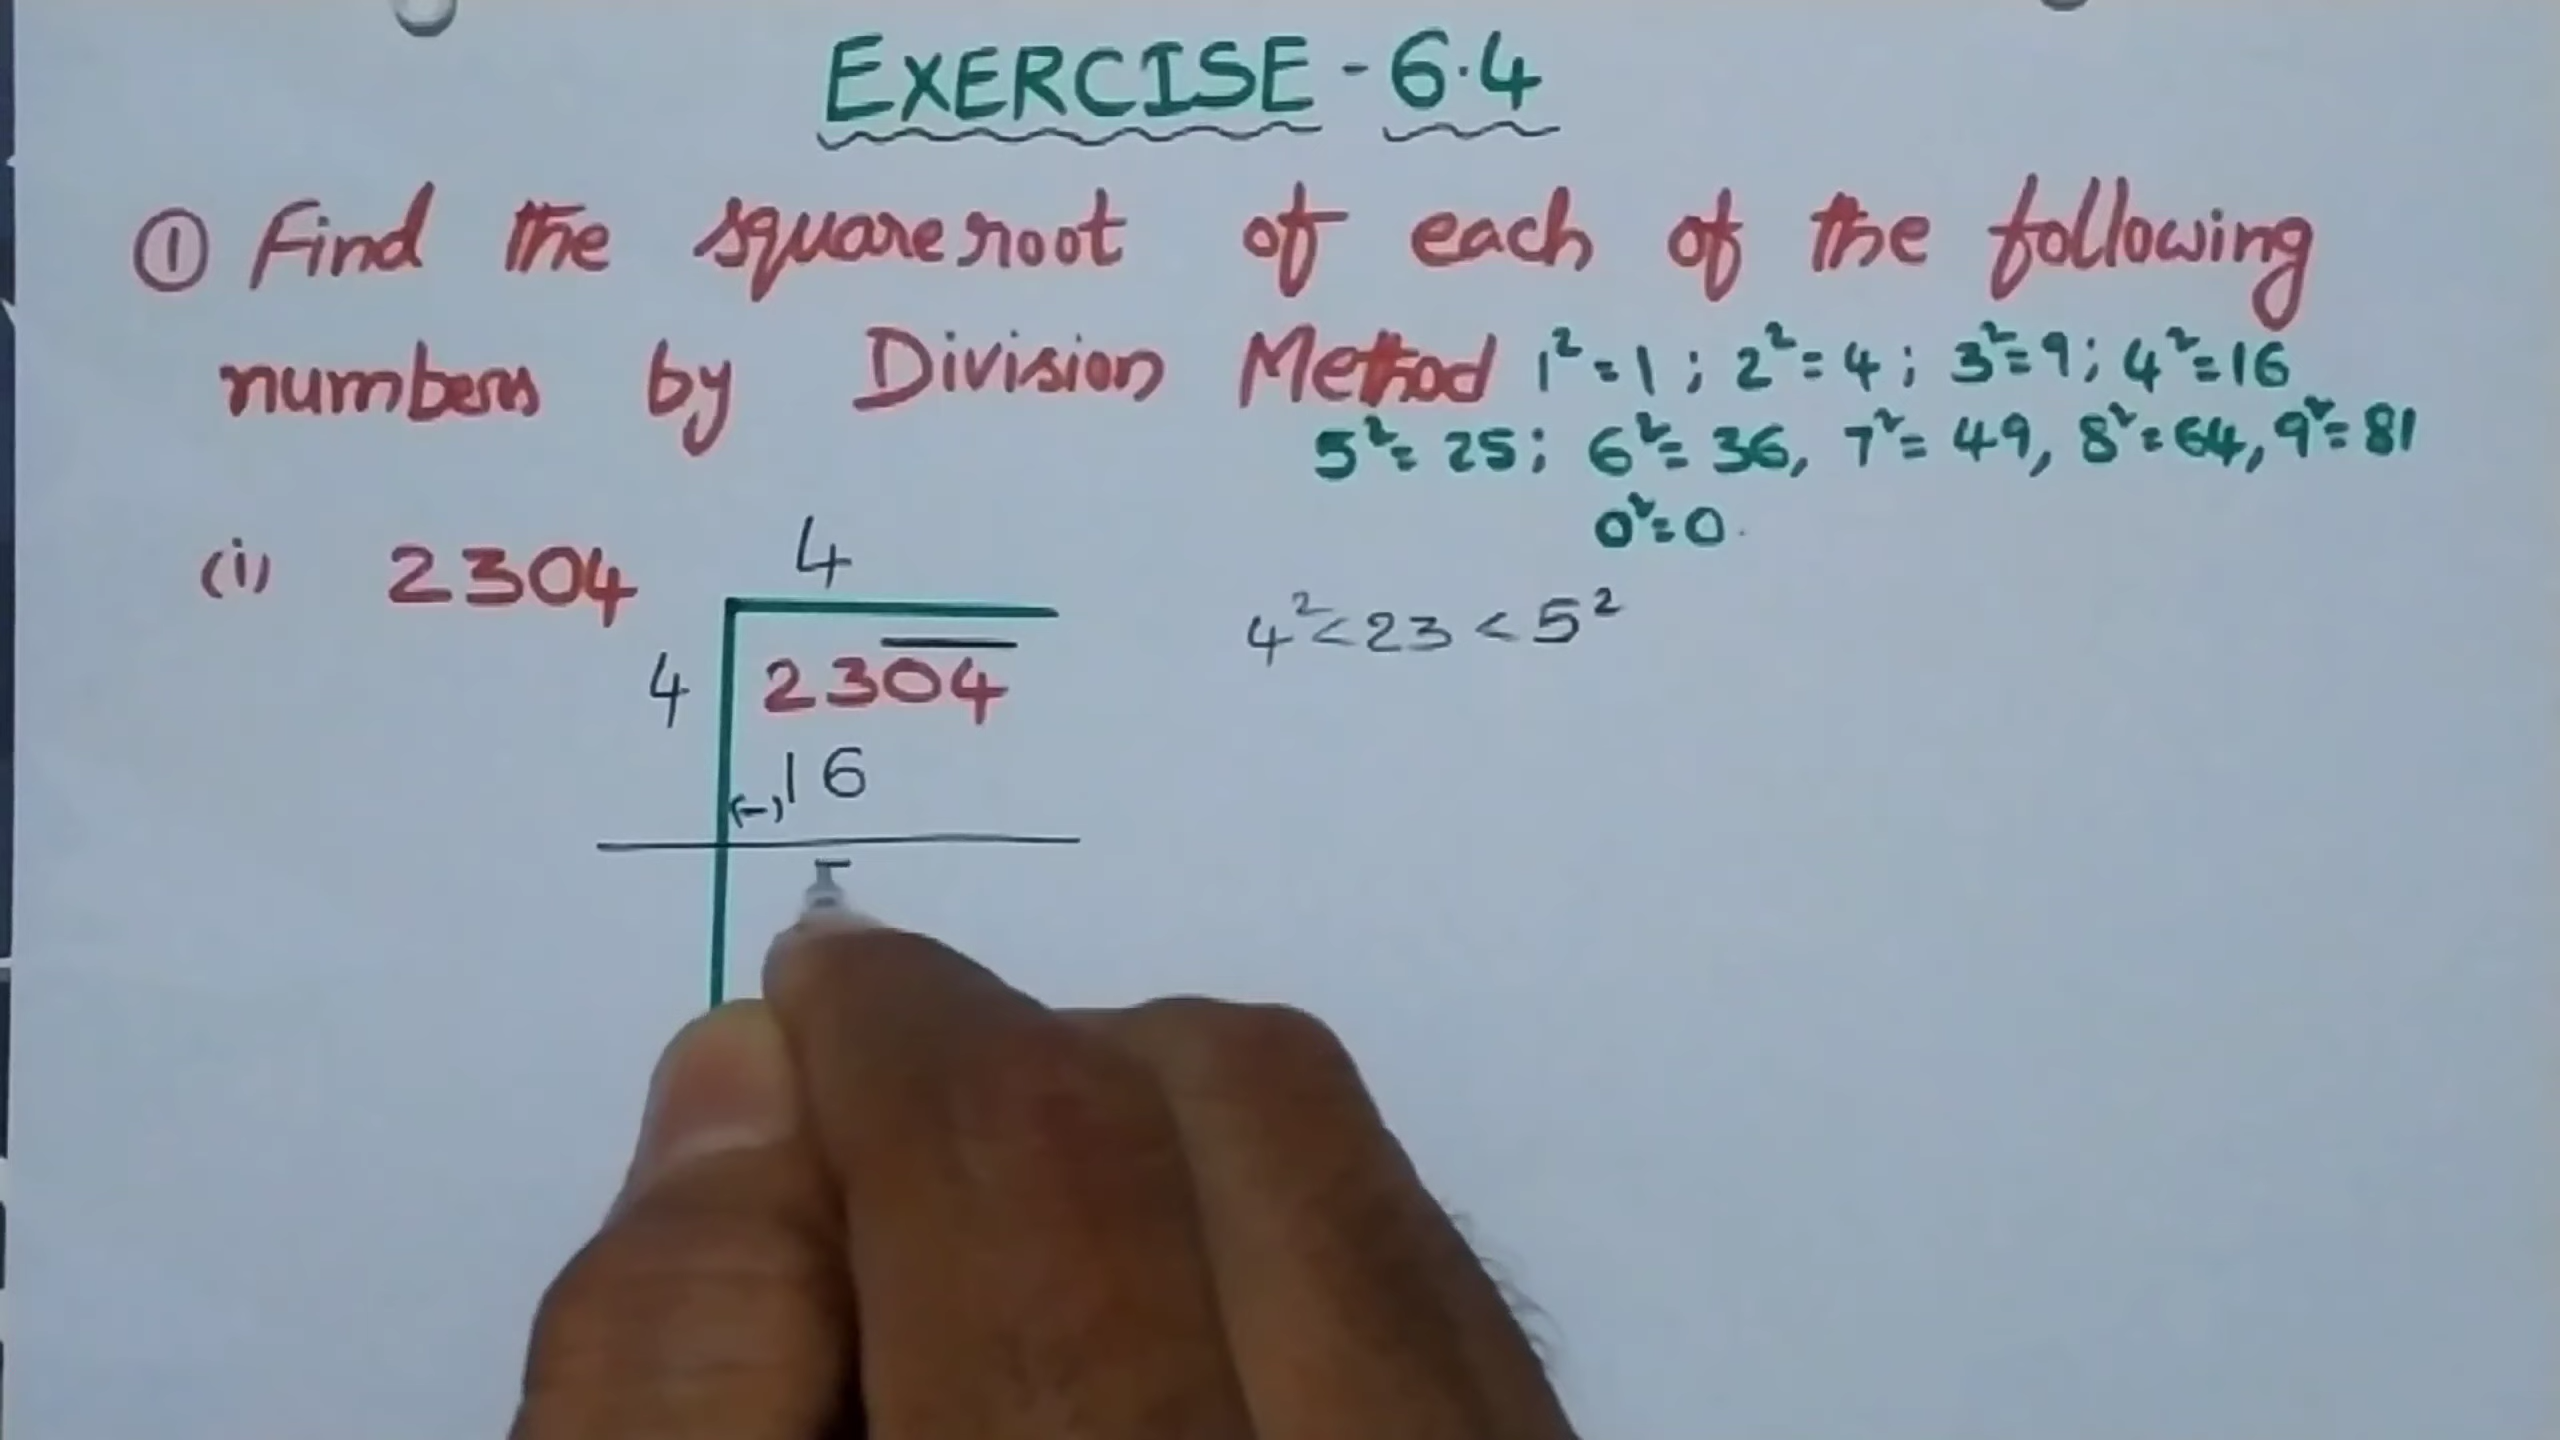 EXERCISE - 6.4
① Find the square root of each of the following
numbers by Division Method 1² = 1 ; 2² = 4 ; 3² = 9 ; 4² = 16
5² = 25 ; 6² = 36, 7² = 49, 8² = 64, 9² = 81
0² = 0.
(i) 2304
4
4² < 23 < 5²
4 2304
(-) 16